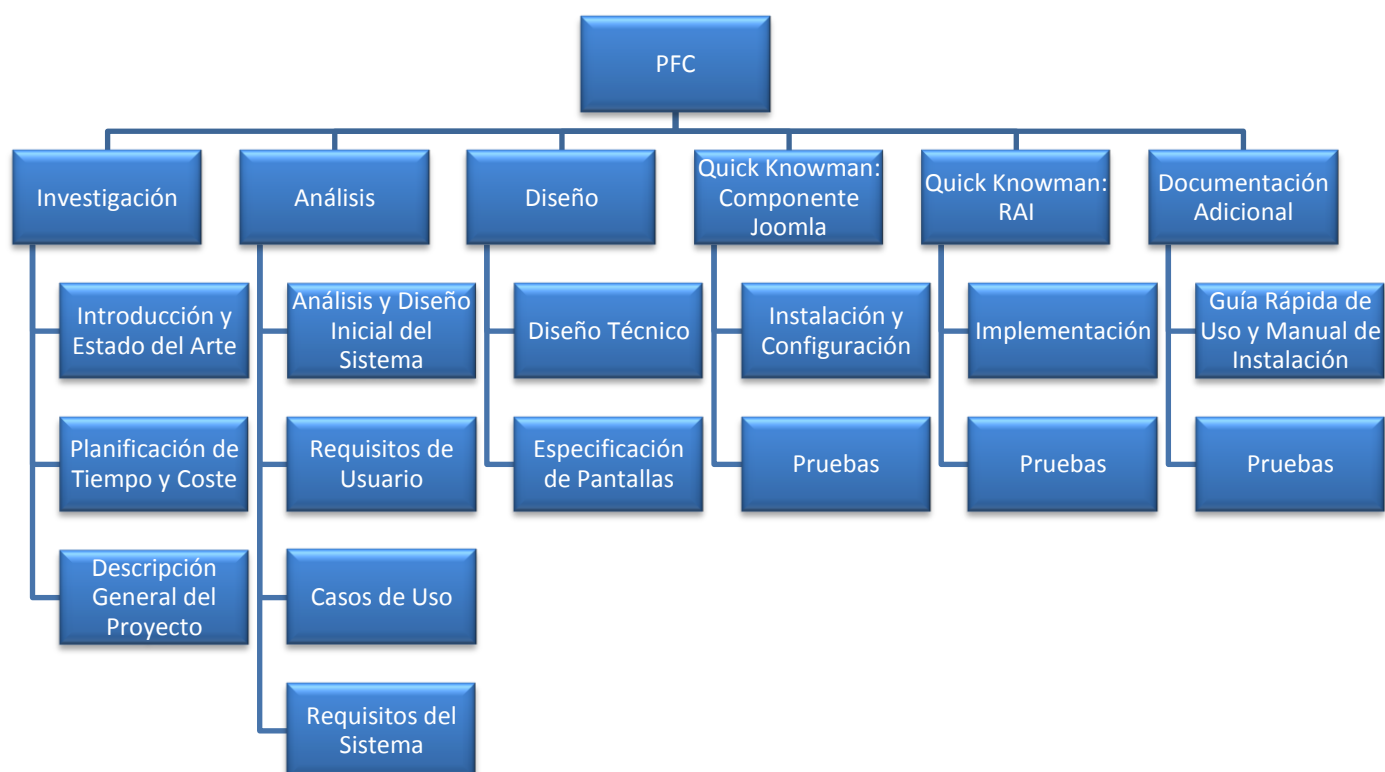 PFC
Investigación
Introducción y
Estado del Arte
Planificación de
Tiempo y Coste
Descripción
General del
Proyecto
Análisis
Análisis y Diseño
Inicial del
Sistema
Requisitos de
Usuario
Casos de Uso
Requisitos del
Sistema
Diseño
Diseño Técnico
Especificación
de Pantallas
Quick Knowman:
Componente
Joomla
Instalación y
Configuración
Pruebas
Quick Knowman:
RAI
Implementación
Pruebas
Documentación
Adicional
Guía Rápida de
Uso y Manual de
Instalación
Pruebas